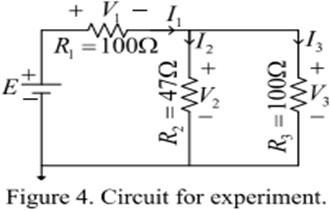 + V₁ − I₁
R₁ = 100Ω
I₂
I₃
E + −
R₂ = 47Ω
+ V₂ −
R₃ = 100Ω
+ V₃ −
Figure 4. Circuit for experiment.